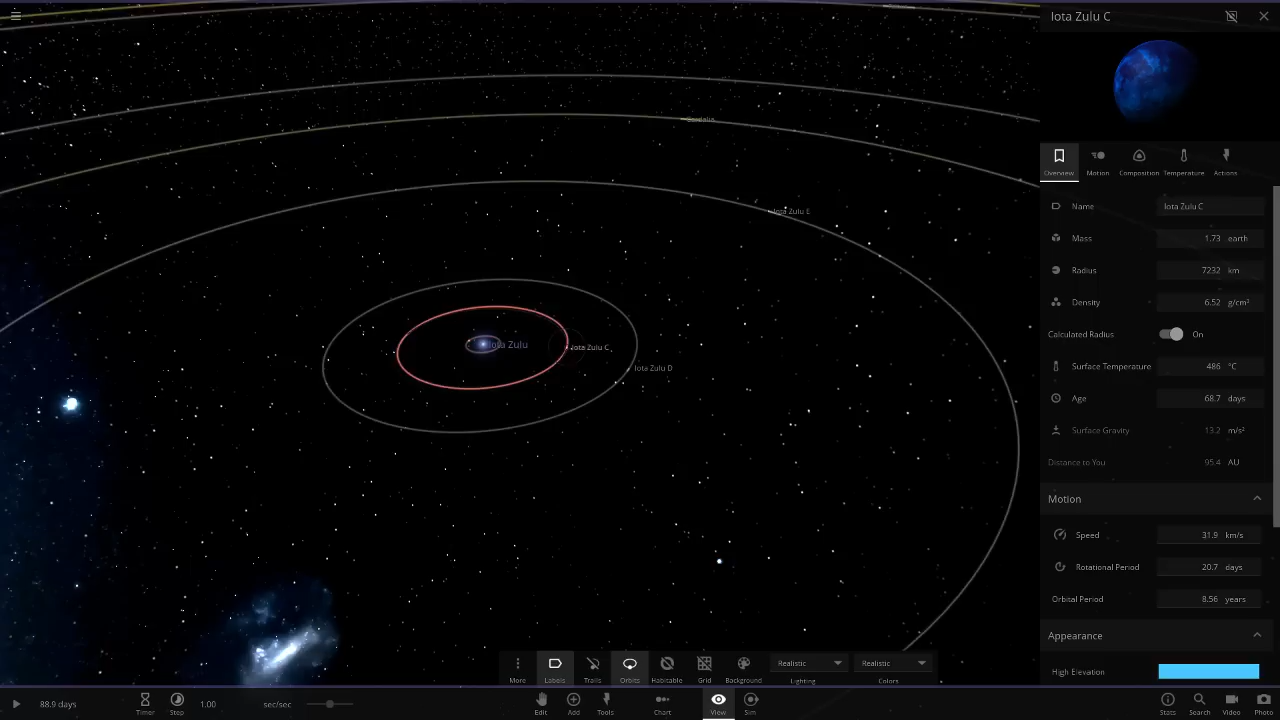 Iota Zulu C
Cordelia
Iota Zulu E
Iota Zulu
Iota Zulu C
Iota Zulu D
Overview
Motion
Composition
Temperature
Actions
Name
Iota Zulu C
Mass
1.73 earth
Radius
7232 km
Density
6.52 g/cm³
Calculated Radius
On
Surface Temperature
486 °C
Age
68.7 days
Surface Gravity
13.2 m/s²
Distance to You
95.4 AU
Motion
Speed
31.9 km/s
Rotational Period
20.7 days
Orbital Period
8.56 years
Appearance
High Elevation
More
Labels
Trails
Orbits
Habitable
Grid
Background
Realistic
Lighting
Realistic
Colors
88.9 days
Timer
Step
1.00
sec/sec
Edit
Add
Tools
Chart
View
Sim
Stats
Search
Video
Photo